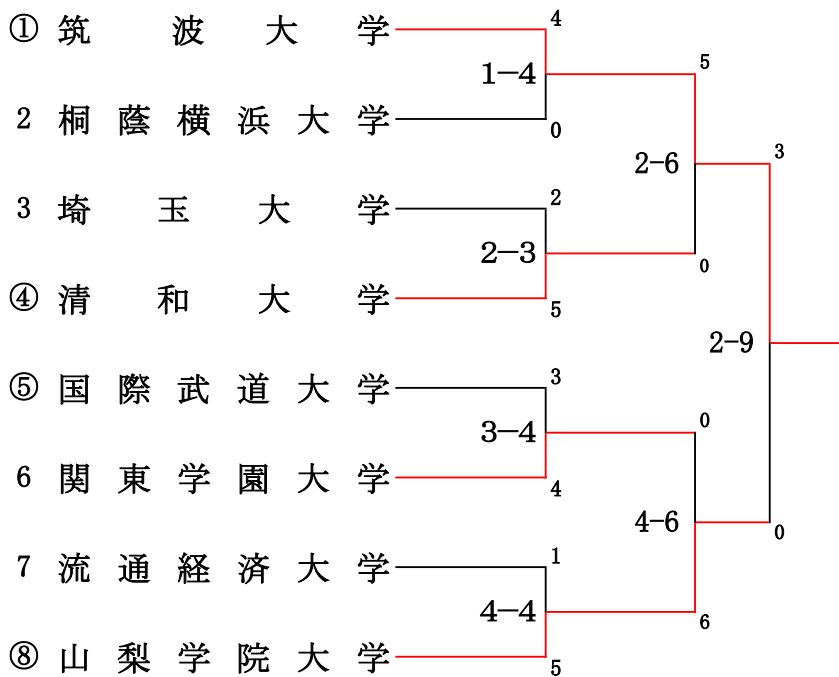 ① 筑波大学
4
1−4
5
2 桐蔭横浜大学
0
2−6
3
3 埼玉大学
2
2−3
0
④ 清和大学
5
2−9
⑤ 国際武道大学
3
3−4
0
6 関東学園大学
4
4−6
0
7 流通経済大学
1
4−4
6
⑧ 山梨学院大学
5